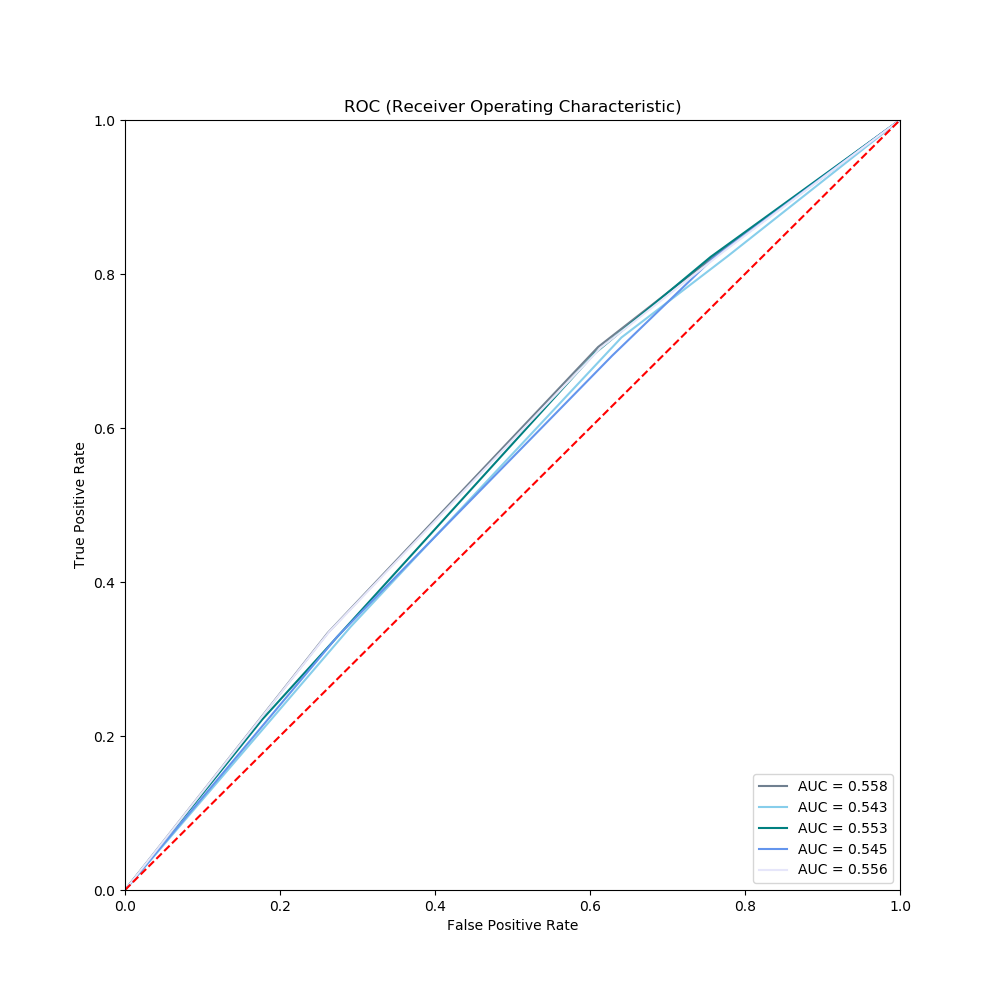 ROC (Receiver Operating Characteristic)
1.0
0.8
0.6
0.4
0.2
0.0
True Positive Rate
0.0 0.2 0.4 0.6 0.8 1.0
False Positive Rate
AUC = 0.558
AUC = 0.543
AUC = 0.553
AUC = 0.545
AUC = 0.556